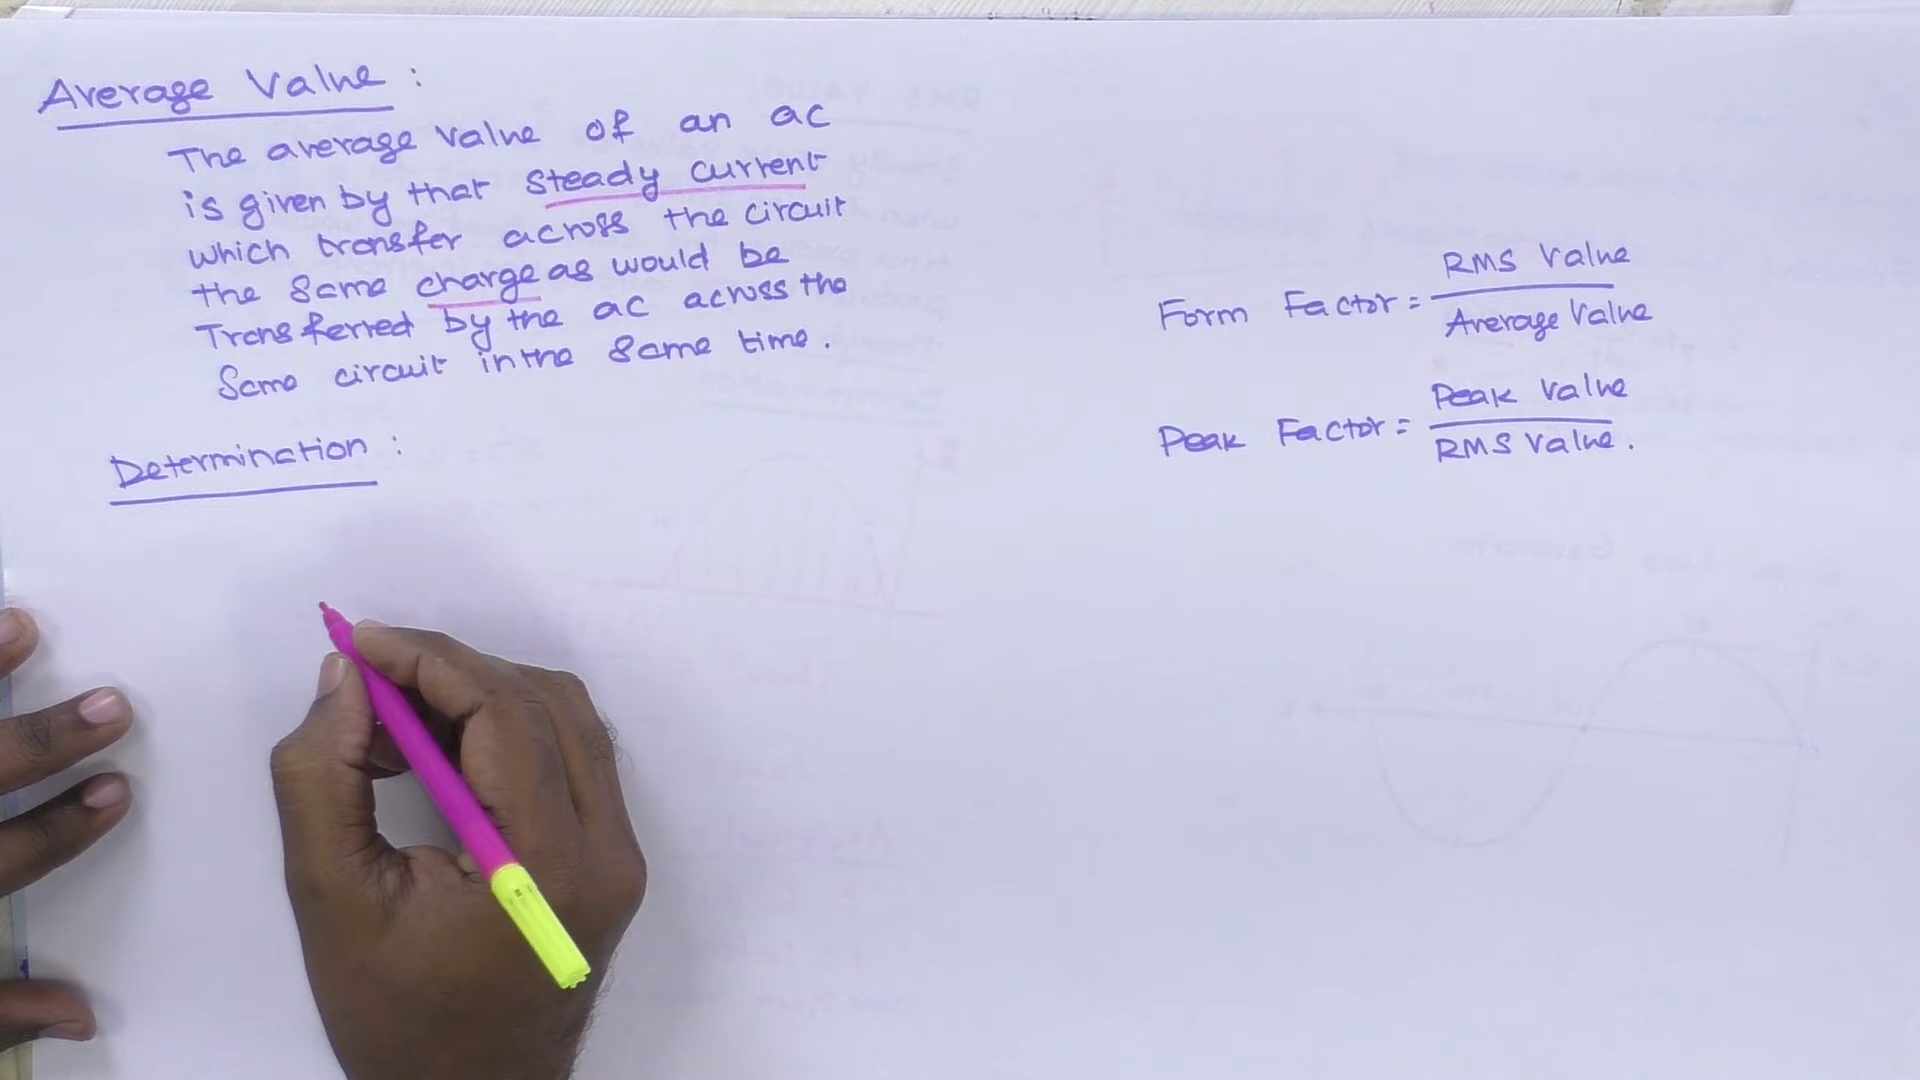 Average Value :
The average value of an ac
is given by that steady current
which transfer across the circuit
the same charge as would be
Transferred by the ac across the
Same circuit in the same time.
Determination :
Form Factor = RMS Value
Average Value
Peak Factor = Peak Value
RMS Value.